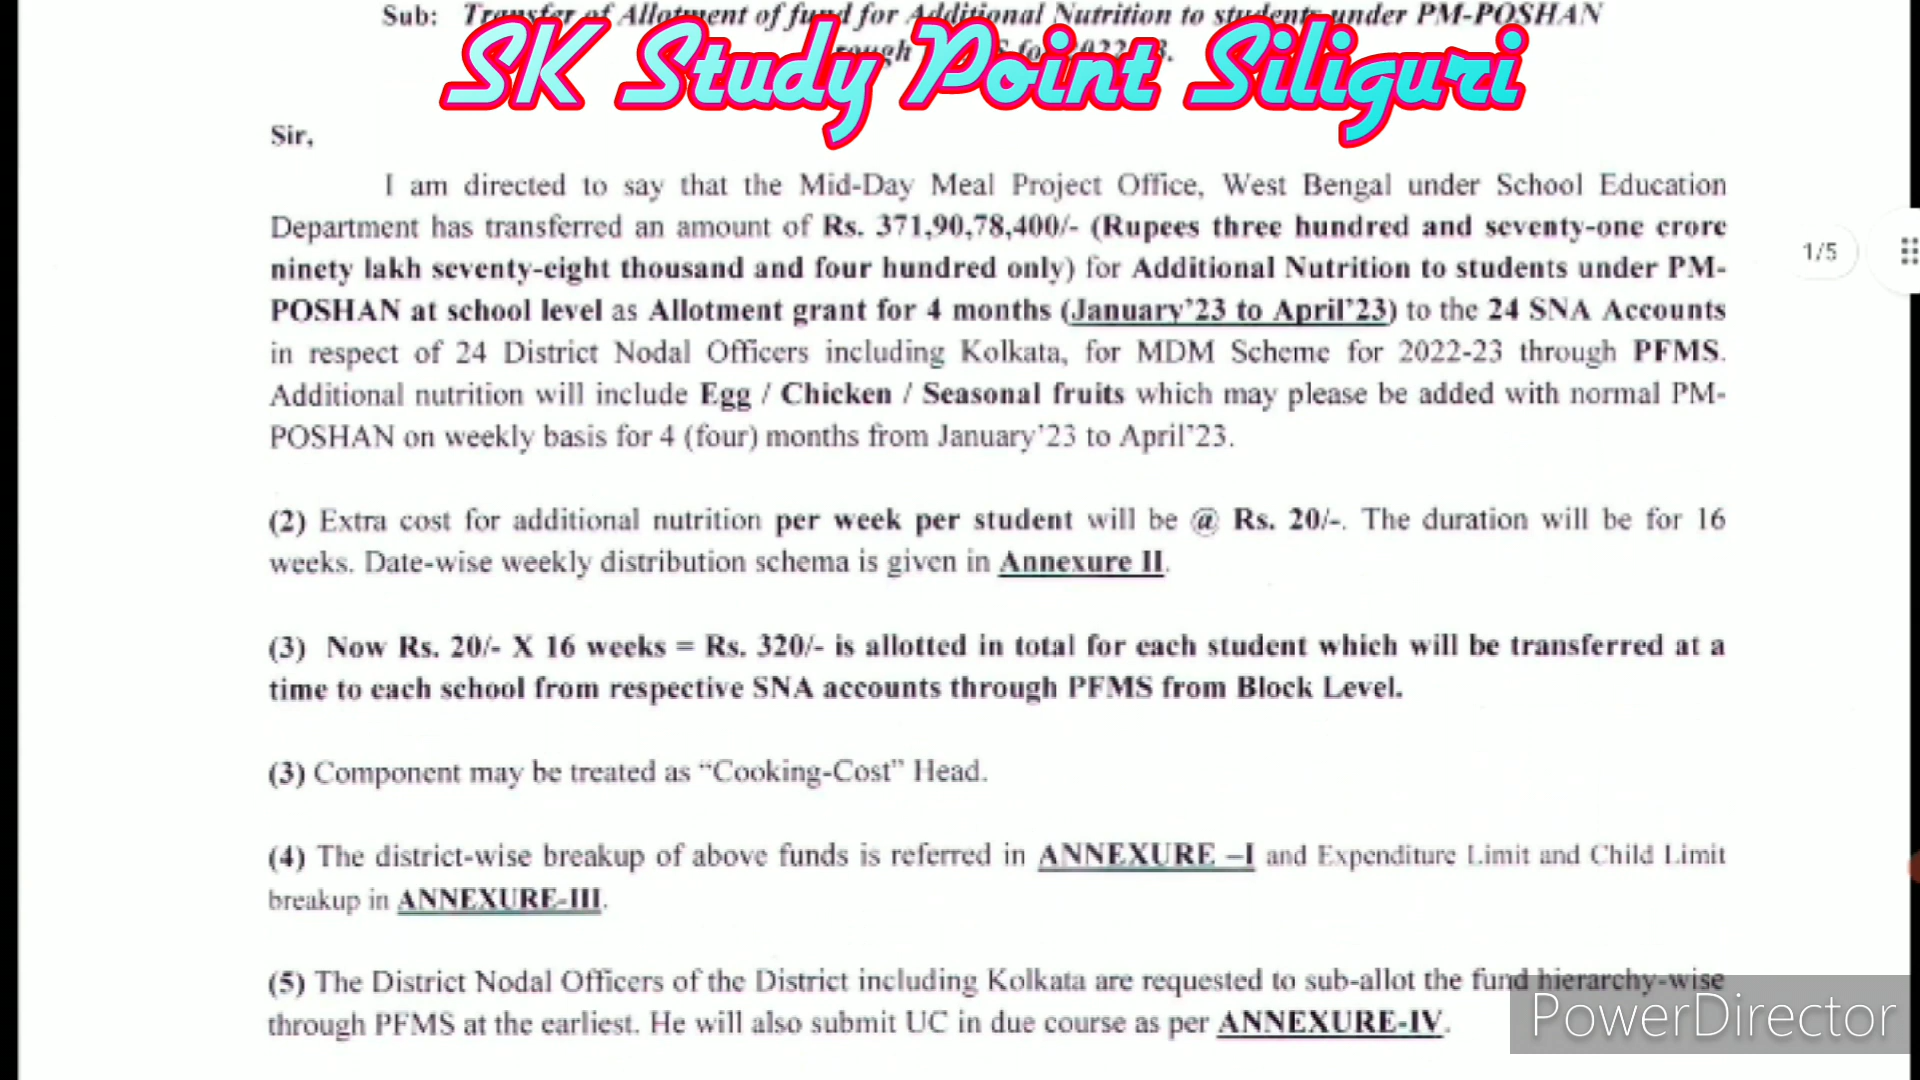 Sub: Transfer of Allotment of fund for Additional Nutrition to students under PM-POSHAN
SK Study Point Siliguri
Sir,
I am directed to say that the Mid-Day Meal Project Office, West Bengal under School Education
Department has transferred an amount of Rs. 371,90,78,400/- (Rupees three hundred and seventy-one crore
ninety lakh seventy-eight thousand and four hundred only) for Additional Nutrition to students under PM-
POSHAN at school level as Allotment grant for 4 months (January’23 to April’23) to the 24 SNA Accounts
in respect of 24 District Nodal Officers including Kolkata, for MDM Scheme for 2022-23 through PFMS.
Additional nutrition will include Egg / Chicken / Seasonal fruits which may please be added with normal PM-
POSHAN on weekly basis for 4 (four) months from January’23 to April’23.
1/5
(2) Extra cost for additional nutrition per week per student will be @ Rs. 20/-. The duration will be for 16
weeks. Date-wise weekly distribution schema is given in Annexure II.
(3) Now Rs. 20/- X 16 weeks = Rs. 320/- is allotted in total for each student which will be transferred at a
time to each school from respective SNA accounts through PFMS from Block Level.
(3) Component may be treated as “Cooking-Cost” Head.
(4) The district-wise breakup of above funds is referred in ANNEXURE –I and Expenditure Limit and Child Limit
breakup in ANNEXURE-III.
(5) The District Nodal Officers of the District including Kolkata are requested to sub-allot the fund hierarchy-wise
through PFMS at the earliest. He will also submit UC in due course as per ANNEXURE-IV.
PowerDirector